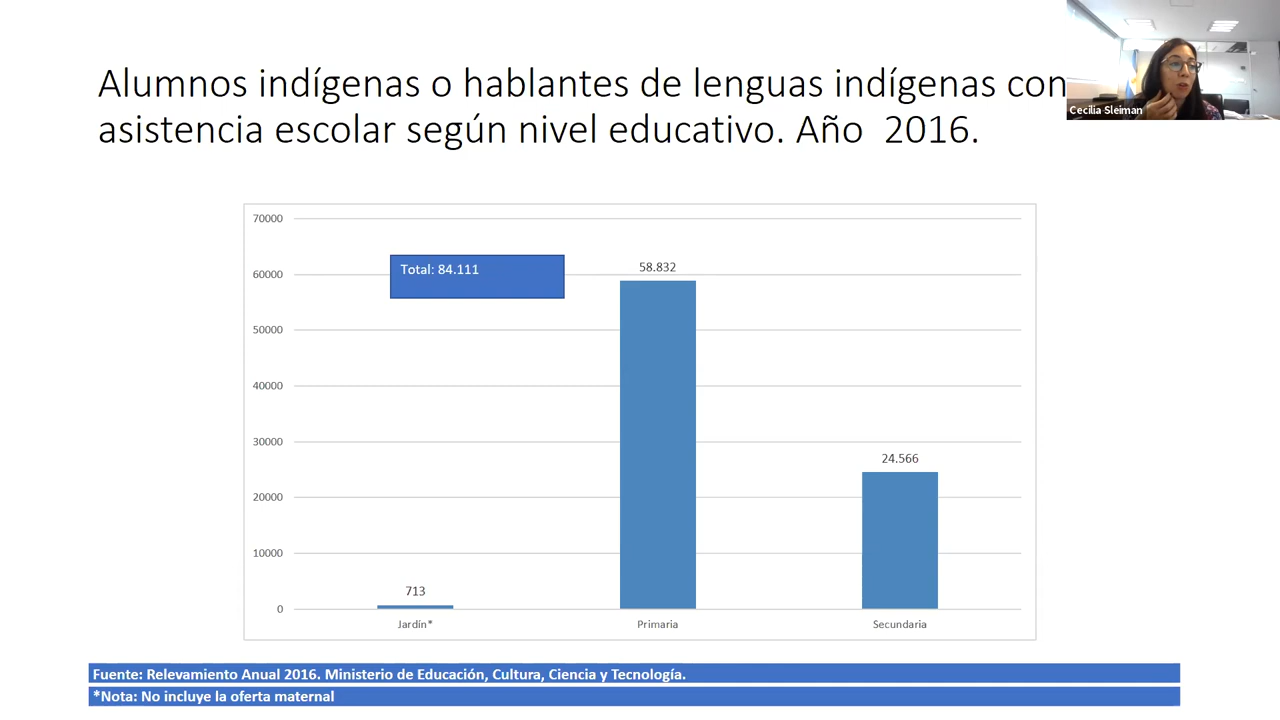 Alumnos indígenas o hablantes de lenguas indígenas con
asistencia escolar según nivel educativo. Año 2016.
Cecilia Sleiman
70000
60000
50000
40000
30000
20000
10000
0
Total: 84.111
713
58.832
24.566
Jardín*
Primaria
Secundaria
Fuente: Relevamiento Anual 2016. Ministerio de Educación, Cultura, Ciencia y Tecnología.
*Nota: No incluye la oferta maternal